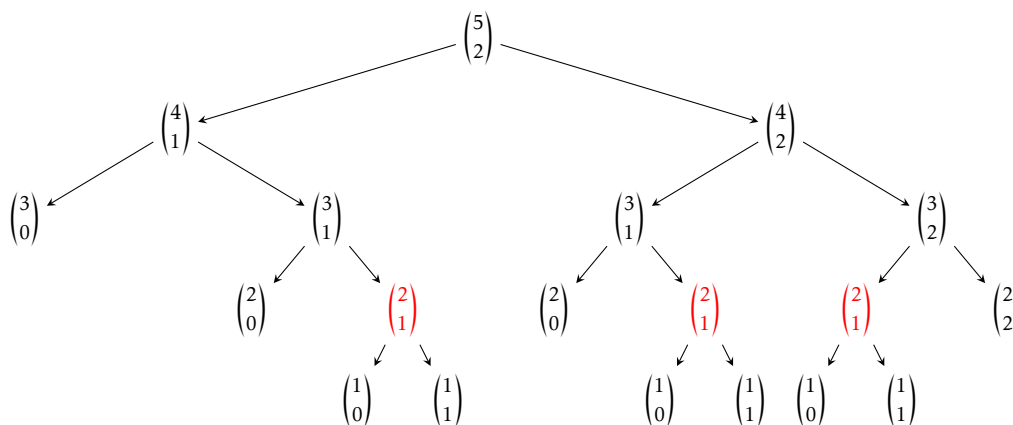 (5 2)
(4 1) (4 2)
(3 0) (3 1) (3 1) (3 2)
(2 0) (2 1) (2 0) (2 1) (2 1) (2 2)
(1 0) (1 1) (1 0) (1 1) (1 0) (1 1)